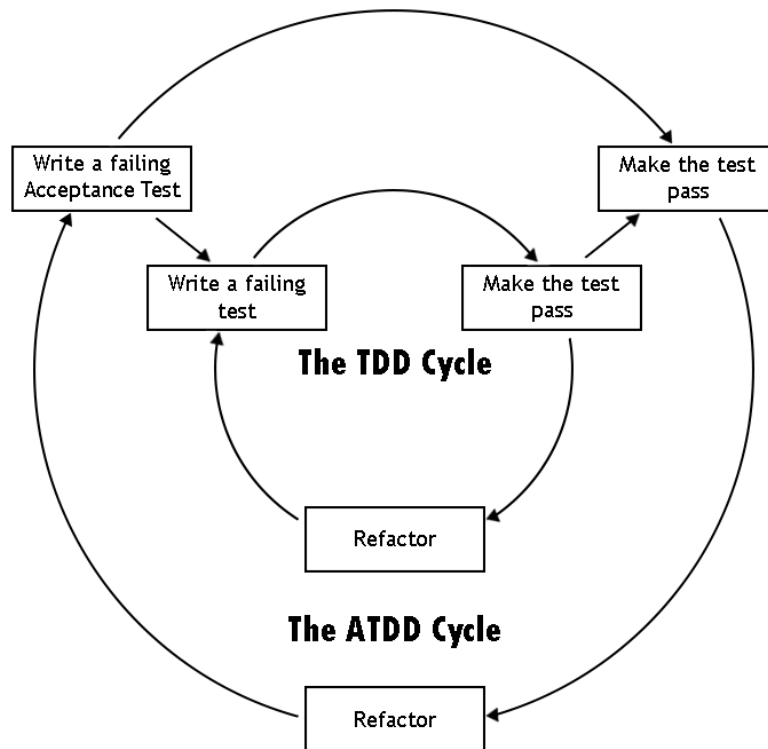 Write a failing
Acceptance Test
Make the test
pass
Write a failing
test
Make the test
pass
The TDD Cycle
Refactor
The ATDD Cycle
Refactor